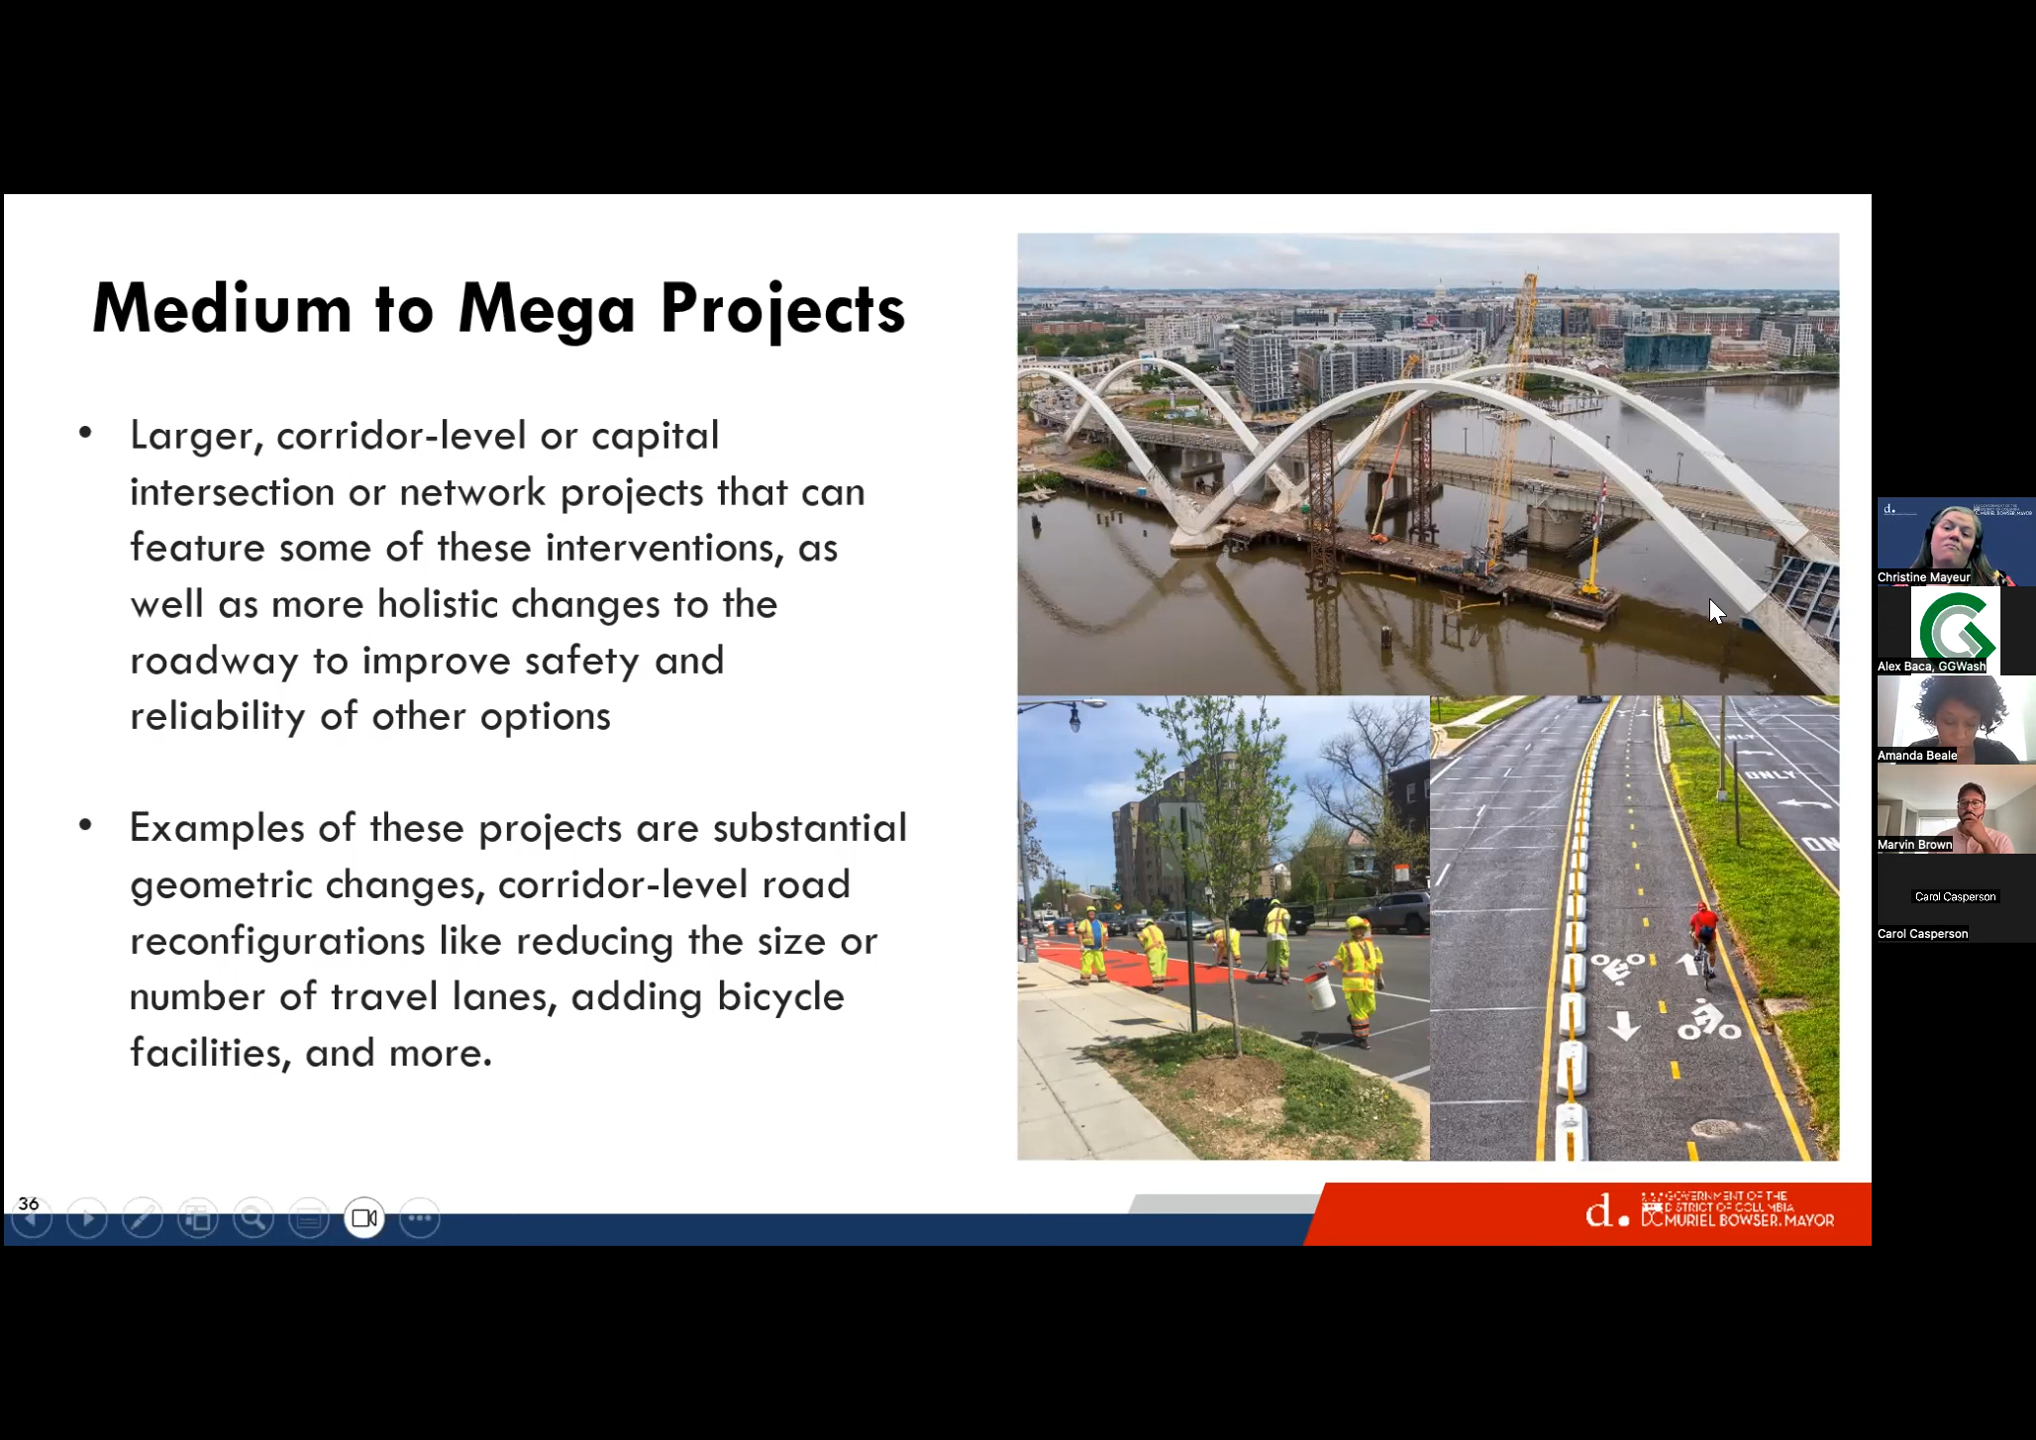 Medium to Mega Projects
• Larger, corridor-level or capital
intersection or network projects that can
feature some of these interventions, as
well as more holistic changes to the
roadway to improve safety and
reliability of other options
• Examples of these projects are substantial
geometric changes, corridor-level road
reconfigurations like reducing the size or
number of travel lanes, adding bicycle
facilities, and more.
ONLY
36
d.
GOVERNMENT OF THE
DISTRICT OF COLUMBIA
DC MURIEL BOWSER, MAYOR
d.
Christine Mayeur
Alex Baca, GGWash
Amanda Beale
Marvin Brown
Carol Casperson
Carol Casperson